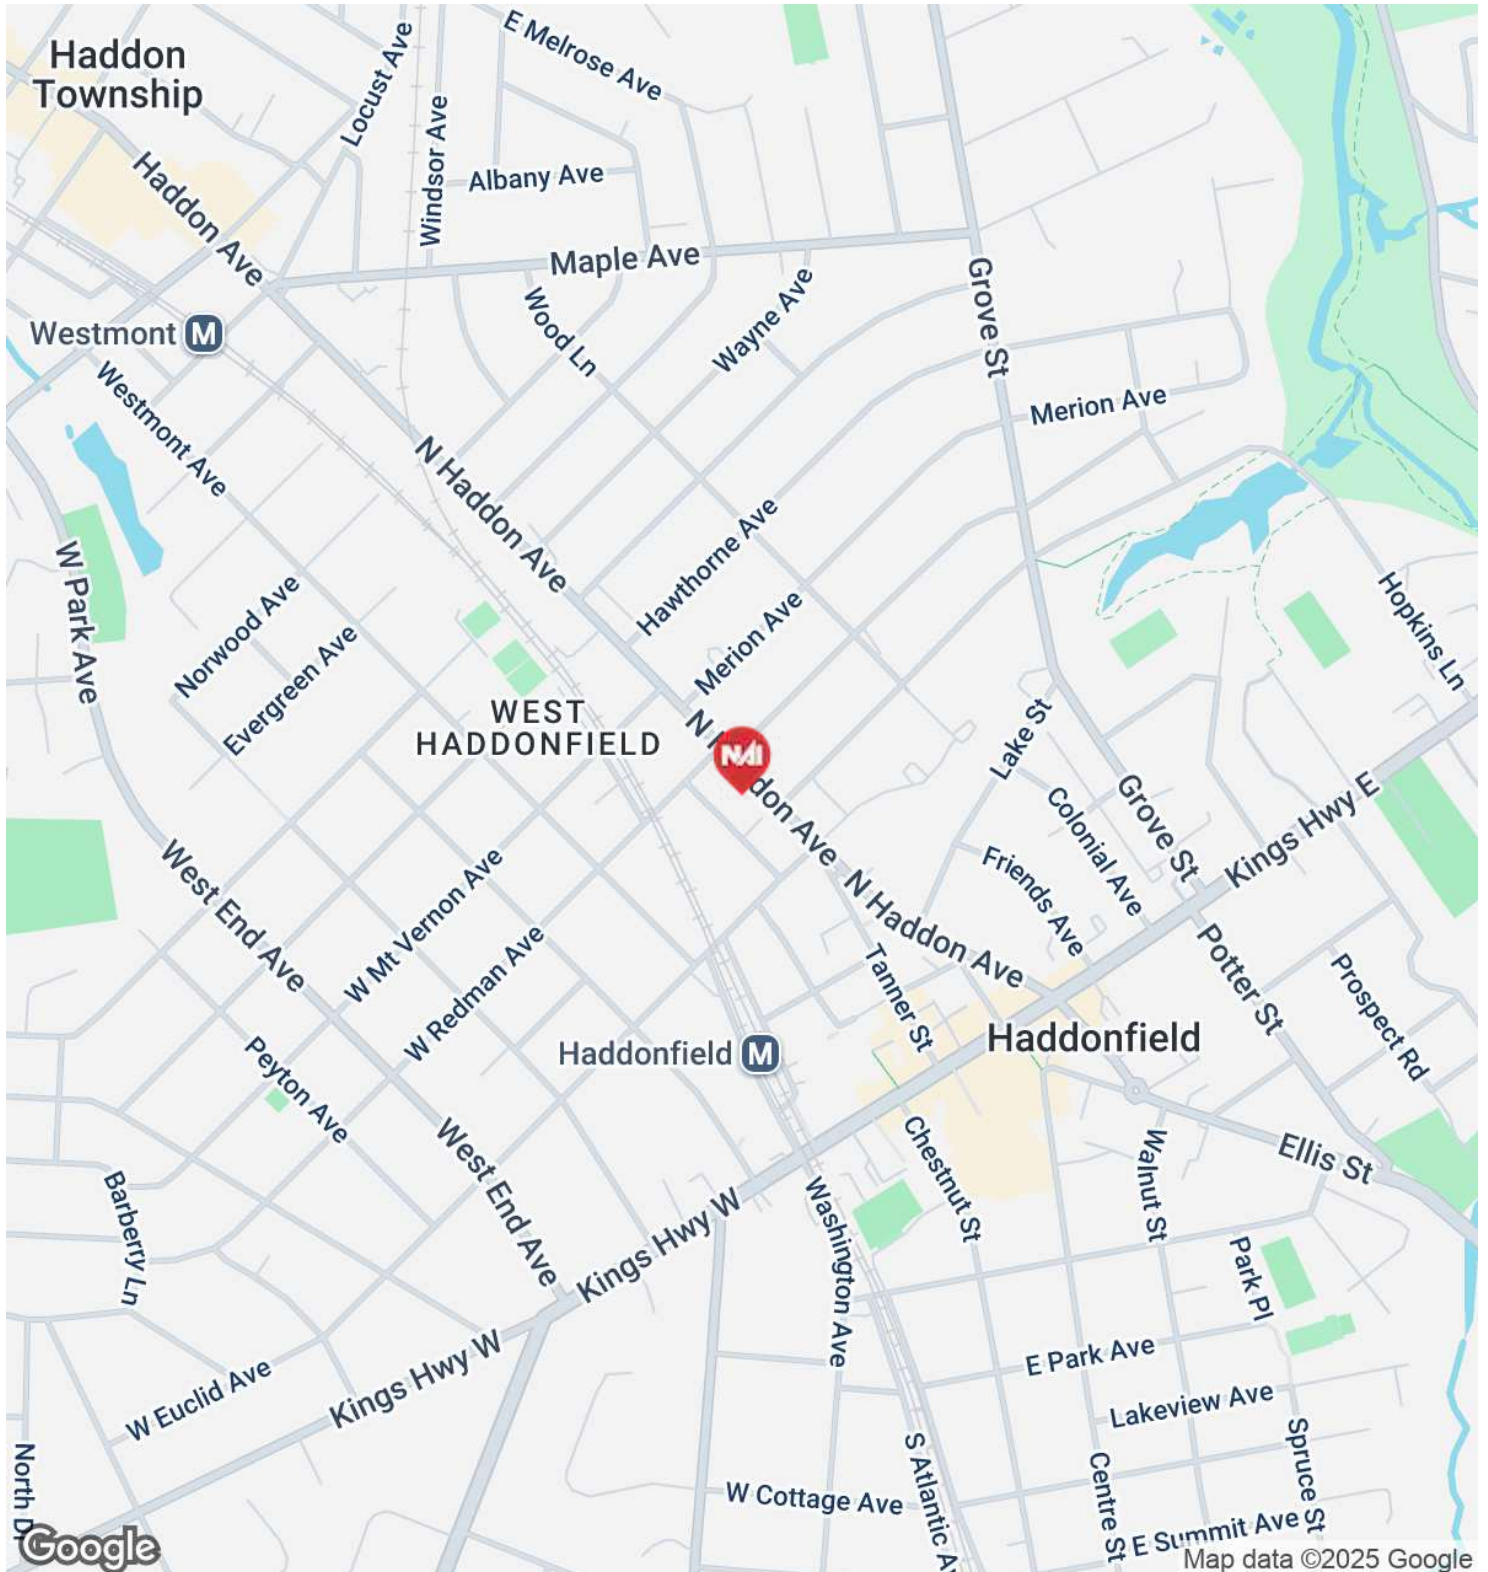 Haddon
Township
Locust Ave
E Melrose Ave
Windsor Ave
Albany Ave
Haddon Ave
Maple Ave
Grove St
Westmont
M
Wood Ln
Wayne Ave
Westmont Ave
Merion Ave
N Haddon Ave
W Park Ave
Hawthorne Ave
Norwood Ave
Evergreen Ave
Merion Ave
Hopkins Ln
WEST
HADDONFIELD
N Haddon Ave
NAI
Lake St
Colonial Ave
Grove St
Kings Hwy E
West End Ave
W Mt Vernon Ave
Friends Ave
N Haddon Ave
W Redman Ave
Tanner St
Potter St
Prospect Rd
Haddonfield
M
Haddonfield
Peyton Ave
West End Ave
Chestnut St
Walnut St
Ellis St
Barberry Ln
Kings Hwy W
Washington Ave
Park Pl
Kings Hwy W
W Euclid Ave
E Park Ave
Lakeview Ave
North Dr
W Cottage Ave
S Atlantic Av
Centre St
Spruce St
E Summit Ave
Google
Map data ©2025 Google